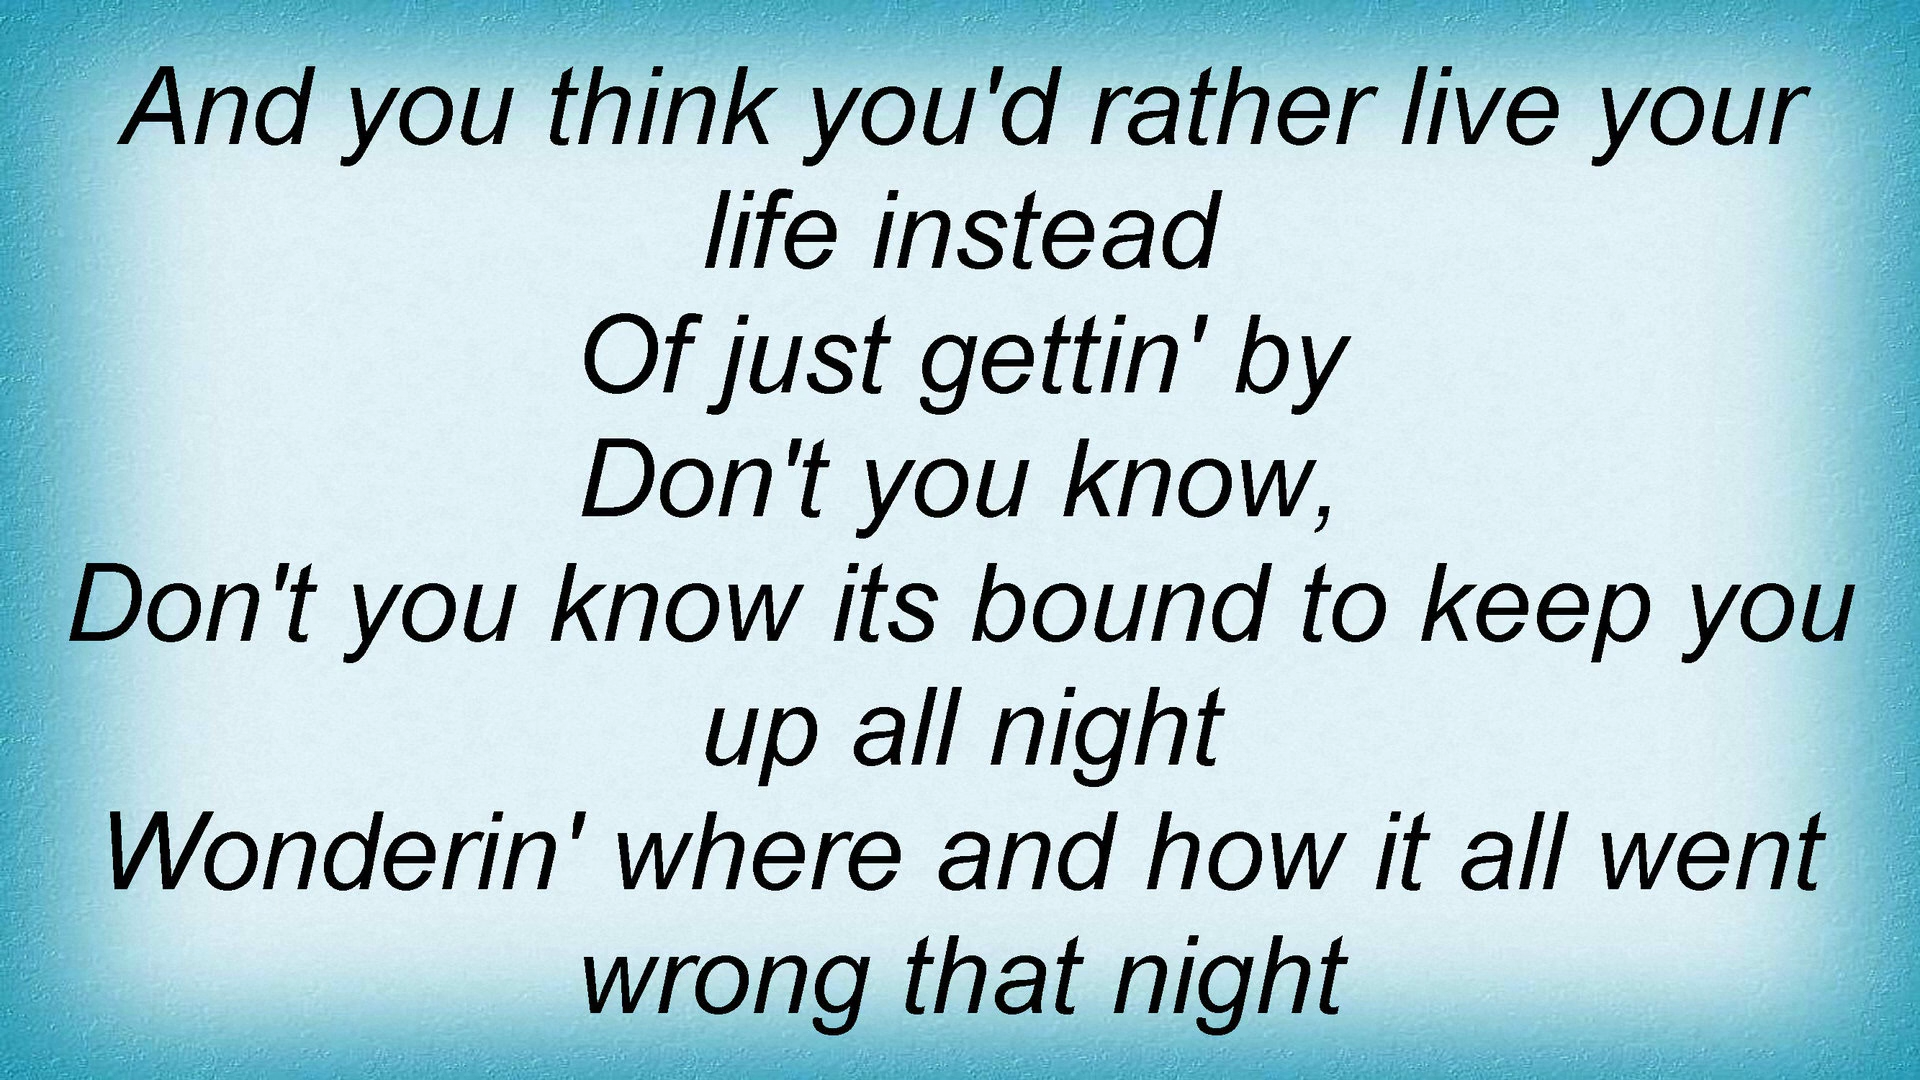 And you think you'd rather live your
life instead
Of just gettin' by
Don't you know,
Don't you know its bound to keep you
up all night
Wonderin' where and how it all went
wrong that night